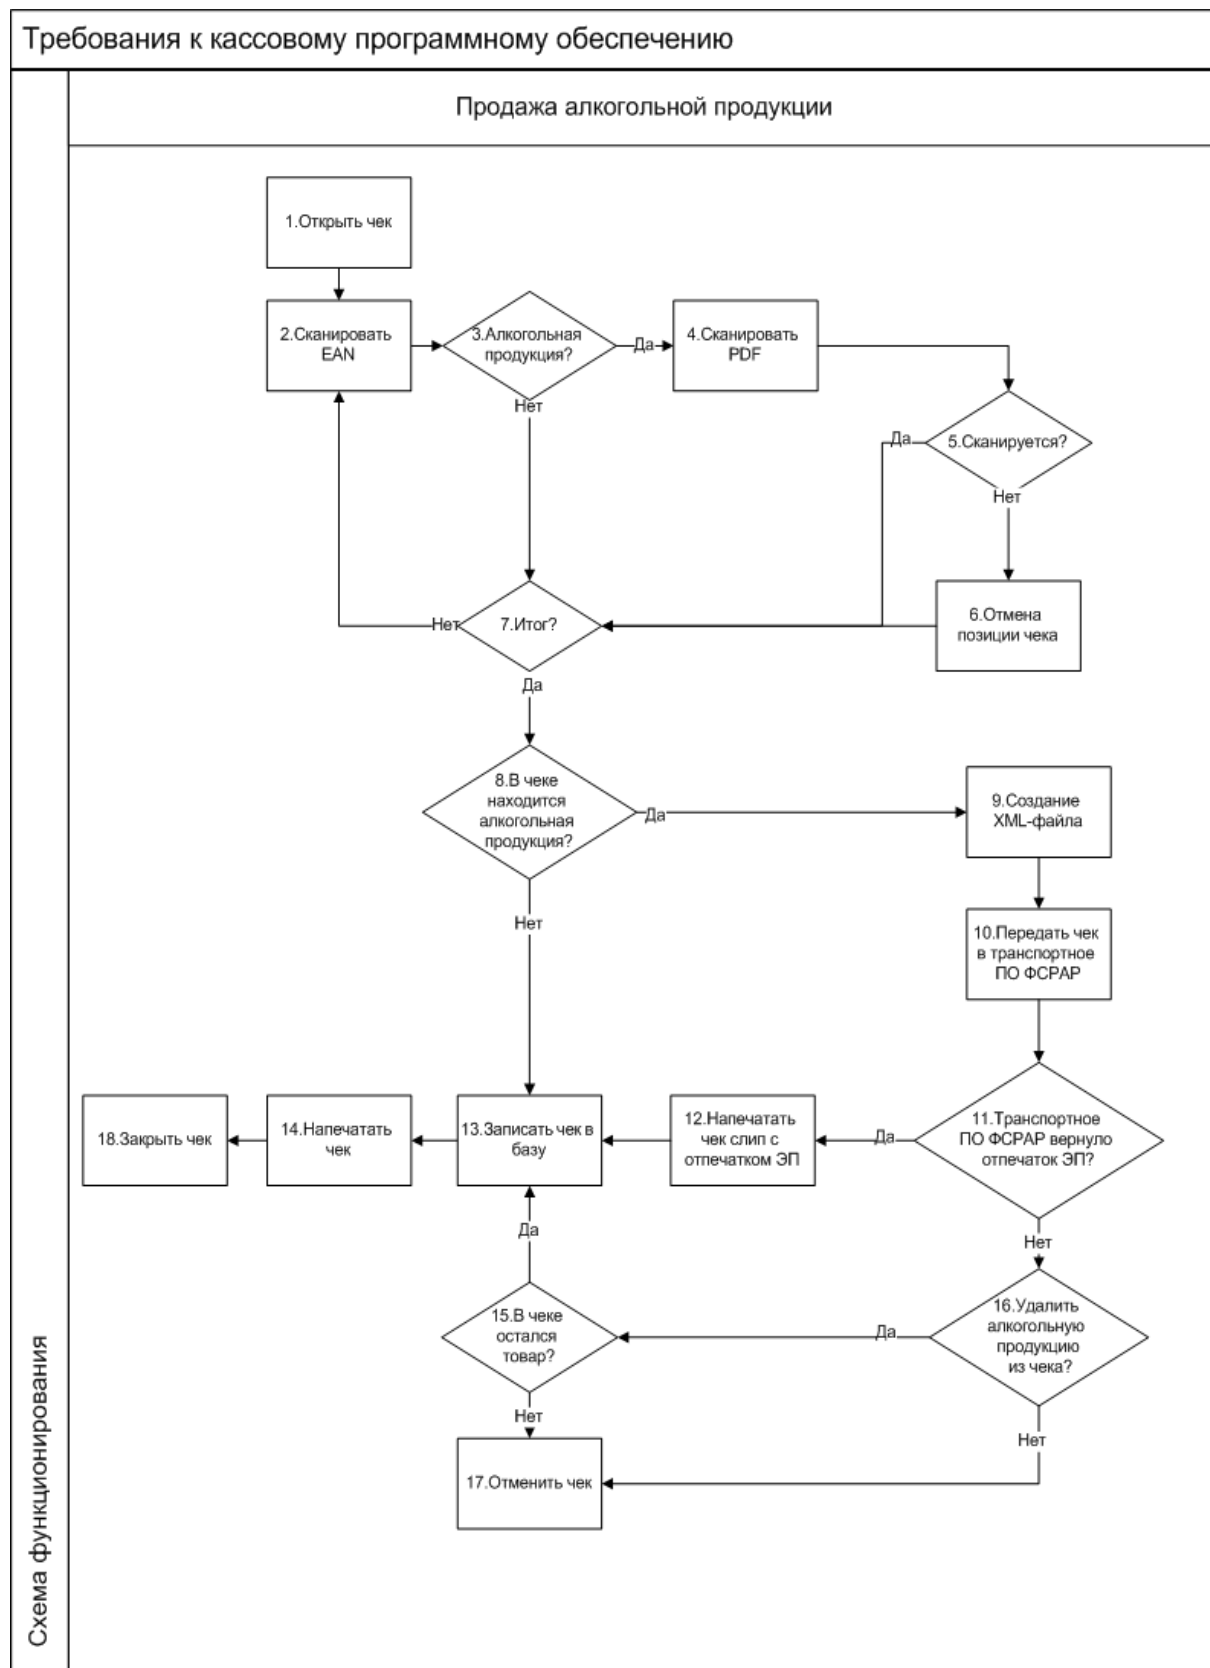 Требования к кассовому программному обеспечению
Продажа алкогольной продукции
1.Открыть чек
2.Сканировать
EAN
3.Алкогольная
продукция?
Да
4.Сканировать
PDF
Нет
Да
5.Сканируется?
Нет
6.Отмена
позиции чека
Нет
7.Итог?
Да
8.В чеке
находится
алкогольная
продукция?
Да
9.Создание
XML-файла
Нет
10.Передать чек
в транспортное
ПО ФСРАР
18.Закрыть чек
14.Напечатать
чек
13.Записать чек в
базу
12.Напечатать
чек слип с
отпечатком ЭП
Да
11.Транспортное
ПО ФСРАР вернуло
отпечаток ЭП?
Да
Нет
15.В чеке
остался
товар?
Да
16.Удалить
алкогольную
продукцию
из чека?
Нет
Нет
17.Отменить чек
Схема функционирования